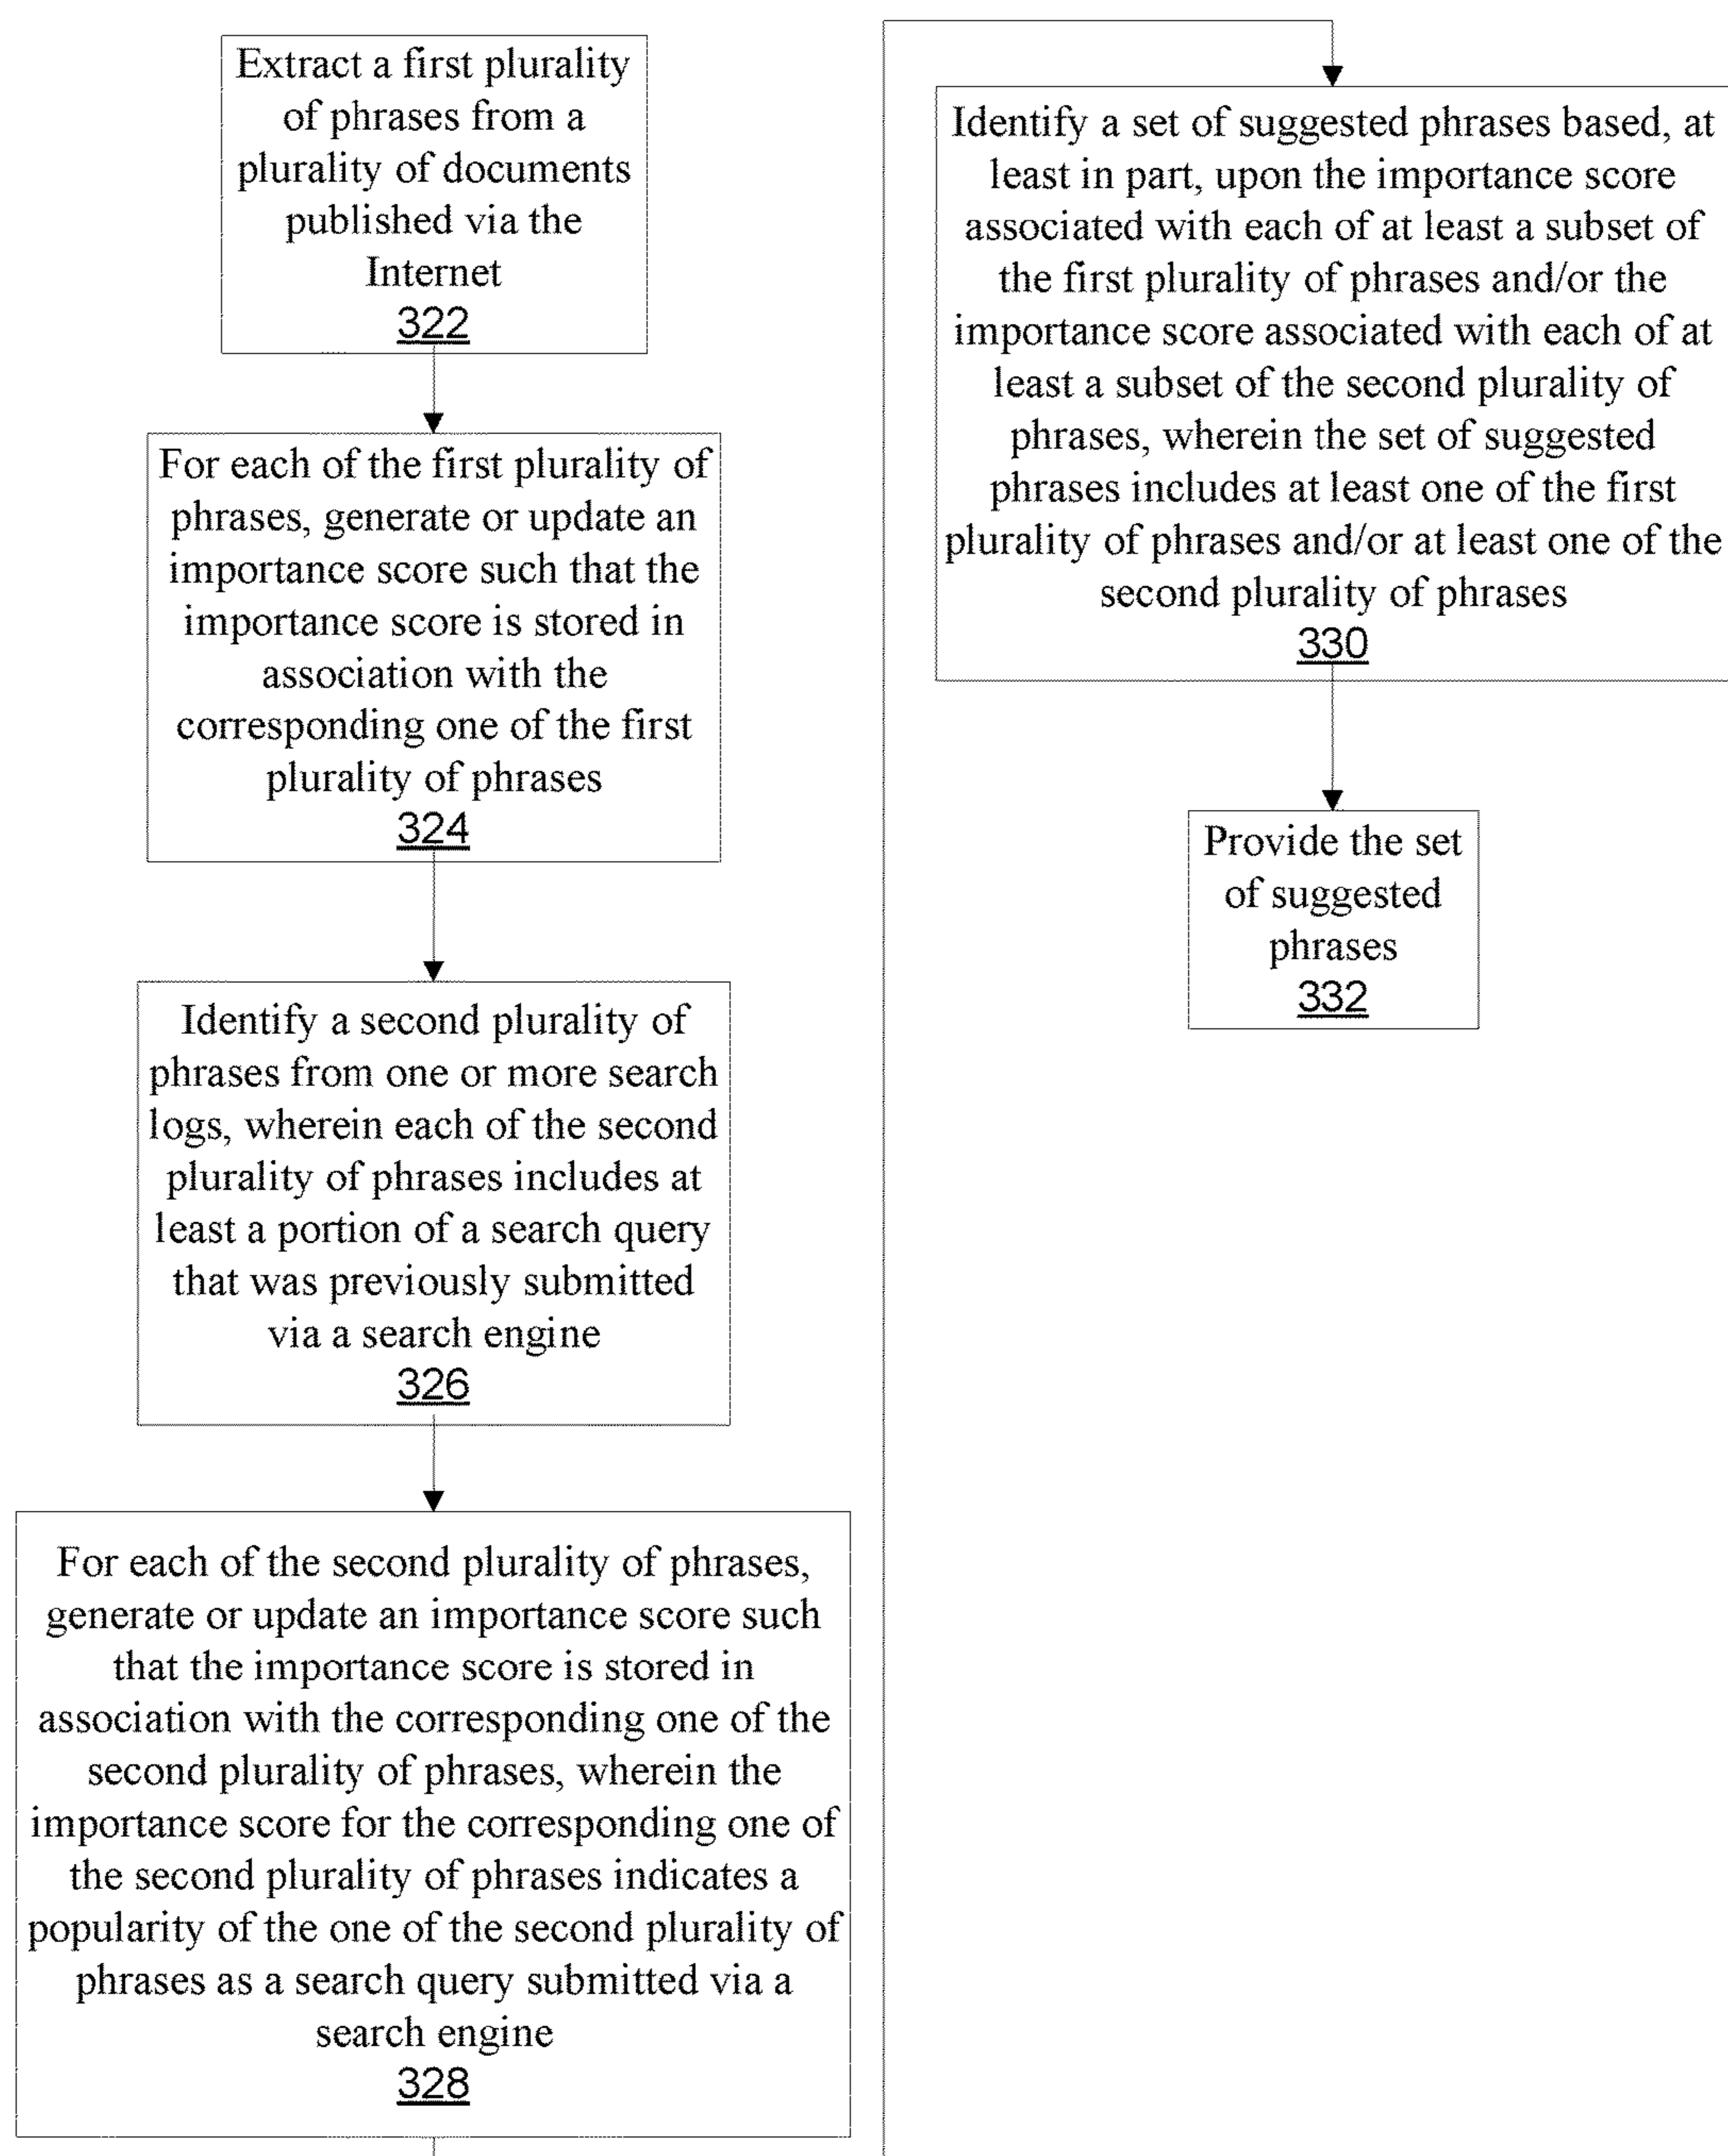 Extract a first plurality
of phrases from a
plurality of documents
published via the
Internet
322
For each of the first plurality of
phrases, generate or update an
importance score such that the
importance score is stored in
association with the
corresponding one of the first
plurality of phrases
324
Identify a second plurality of
phrases from one or more search
logs, wherein each of the second
plurality of phrases includes at
least a portion of a search query
that was previously submitted
via a search engine
326
For each of the second plurality of phrases,
generate or update an importance score such
that the importance score is stored in
association with the corresponding one of the
second plurality of phrases, wherein the
importance score for the corresponding one of
the second plurality of phrases indicates a
popularity of the one of the second plurality of
phrases as a search query submitted via a
search engine
328
Identify a set of suggested phrases based, at
least in part, upon the importance score
associated with each of at least a subset of
the first plurality of phrases and/or the
importance score associated with each of at
least a subset of the second plurality of
phrases, wherein the set of suggested
phrases includes at least one of the first
plurality of phrases and/or at least one of the
second plurality of phrases
330
Provide the set
of suggested
phrases
332